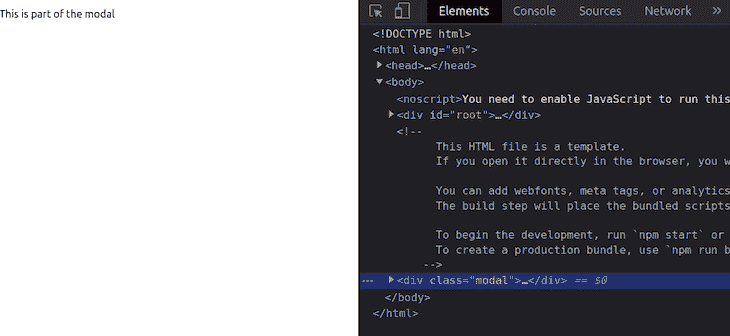 This is part of the modal
Elements Console Sources Network »
<!DOCTYPE html>
<html lang="en">
<head>…</head>
<body>
<noscript>You need to enable JavaScript to run this
<div id="root">…</div>
<!--
This HTML file is a template.
If you open it directly in the browser, you w
You can add webfonts, meta tags, or analytics
The build step will place the bundled scripts
To begin the development, run `npm start` or
To create a production bundle, use `npm run b
-->
<div class="modal">…</div> == $0
</body>
</html>